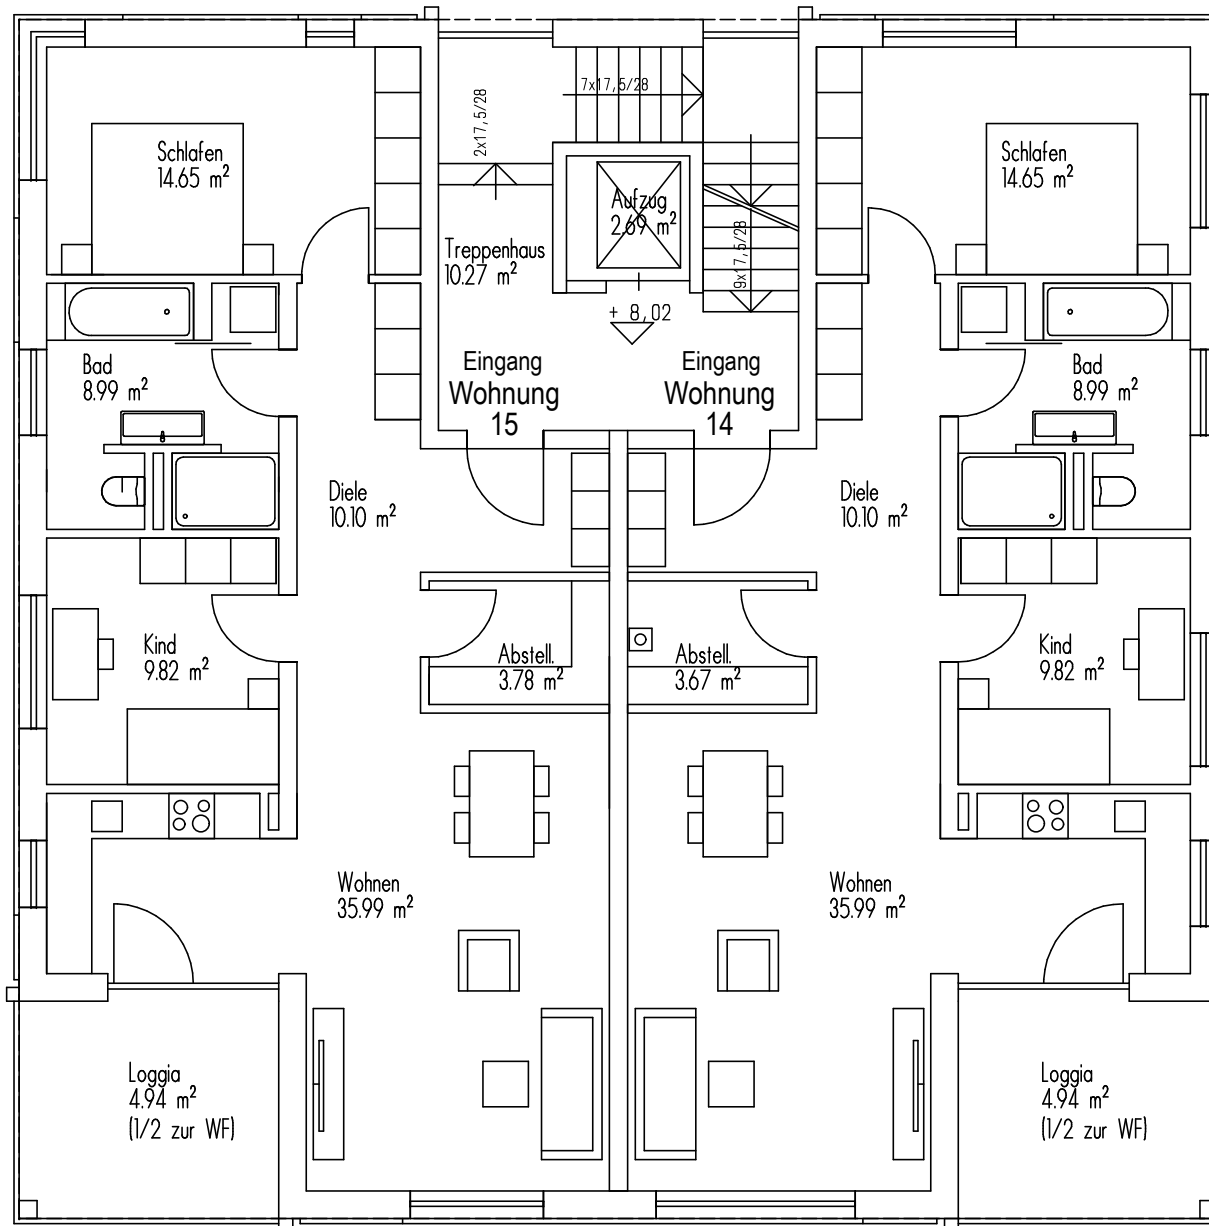 7x17,5/28
2x17,5/28
Schlafen
14.65 m²
Schlafen
14.65 m²
Aufzug
2.69 m²
Treppenhaus
10.27 m²
9x17,5/28
+ 8,02
Eingang
Wohnung
15
Eingang
Wohnung
14
Bad
8.99 m²
Bad
8.99 m²
Diele
10.10 m²
Diele
10.10 m²
Kind
9.82 m²
Abstell.
3.78 m²
Abstell.
3.67 m²
Kind
9.82 m²
Wohnen
35.99 m²
Wohnen
35.99 m²
Loggia
4.94 m²
(1/2 zur WF)
Loggia
4.94 m²
(1/2 zur WF)